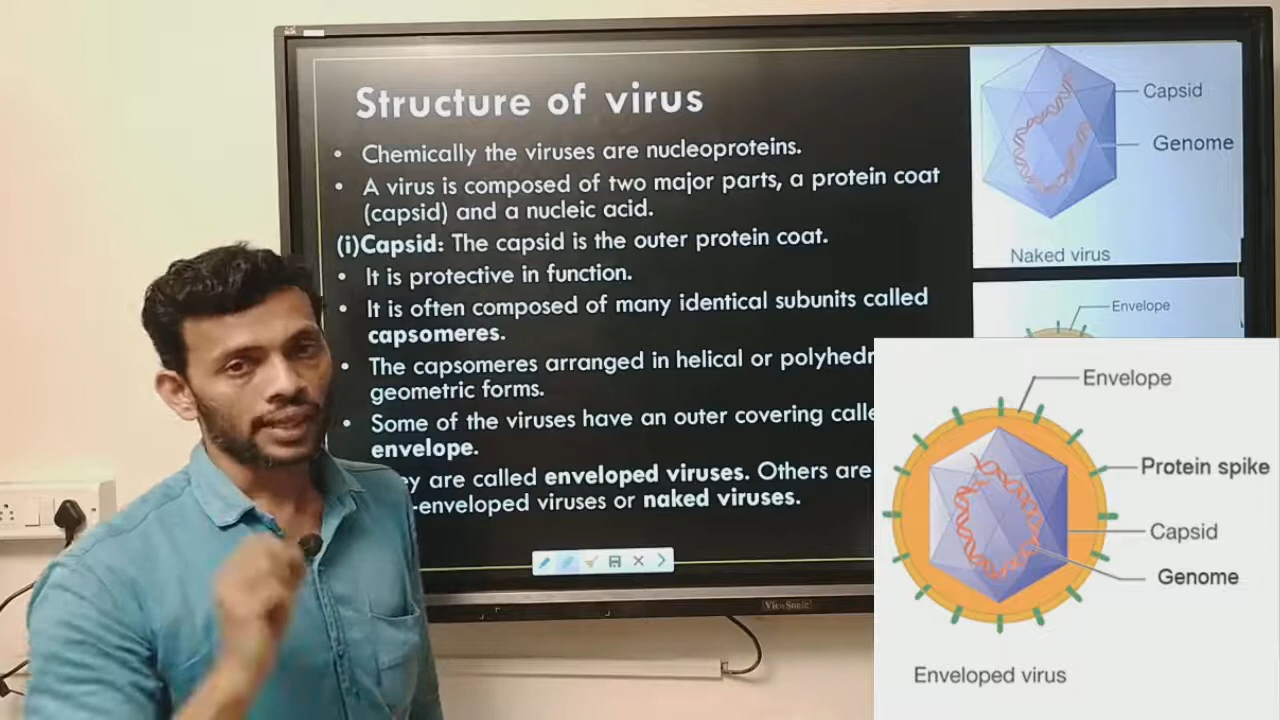 Structure of virus
• Chemically the viruses are nucleoproteins.
• A virus is composed of two major parts, a protein coat
(capsid) and a nucleic acid.
(i)Capsid: The capsid is the outer protein coat.
• It is protective in function.
• It is often composed of many identical subunits called
capsomeres.
• The capsomeres arranged in helical or polyhedr
geometric forms.
• Some of the viruses have an outer covering calle
envelope.
y are called enveloped viruses. Others are
-enveloped viruses or naked viruses.
Capsid
Genome
Naked virus
Envelope
Envelope
Protein spike
Capsid
Genome
Enveloped virus
ViewSonic